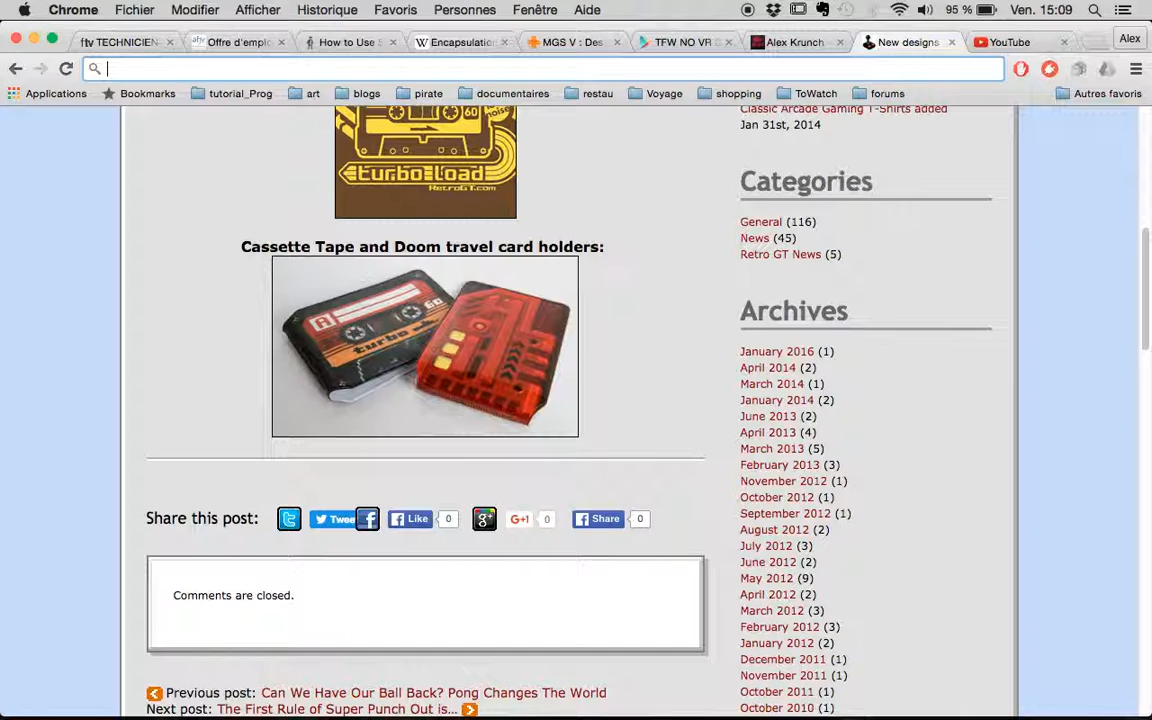 Chrome Fichier Modifier Afficher Historique Favoris Personnes Fenêtre Aide 95 % Ven. 15:09
ftv TECHNICIEN Offre d'emplo How to Use S Encapsulation MGS V : Des TFW NO VR Alex Krunch New designs YouTube Alex
Applications Bookmarks tutorial_Prog art blogs pirate documentaires restau Voyage shopping ToWatch forums Autres favoris
60 noise
turbo load
RetroGT.com
Cassette Tape and Doom travel card holders:
A 60
turbo
Share this post: Twee Like 0 g+ G+1 0 Share 0
Comments are closed.
Previous post: Can We Have Our Ball Back? Pong Changes The World
Next post: The First Rule of Super Punch Out is...
Classic Arcade Gaming T-Shirts added
Jan 31st, 2014
Categories
General (116)
News (45)
Retro GT News (5)
Archives
January 2016 (1)
April 2014 (2)
March 2014 (1)
January 2014 (2)
June 2013 (2)
April 2013 (4)
March 2013 (5)
February 2013 (3)
November 2012 (1)
October 2012 (1)
September 2012 (1)
August 2012 (2)
July 2012 (3)
June 2012 (2)
May 2012 (9)
April 2012 (2)
March 2012 (3)
February 2012 (3)
January 2012 (2)
December 2011 (1)
November 2011 (1)
October 2011 (1)
October 2010 (1)